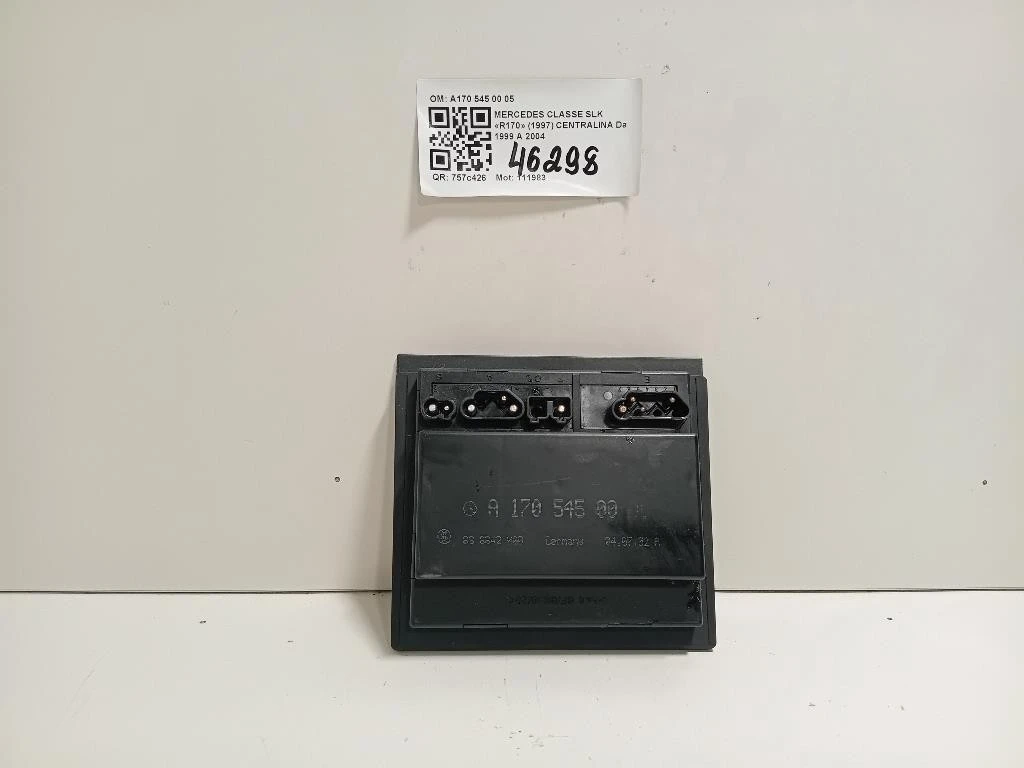 OM: A170 545 00 05
MERCEDES CLASSE SLK
«R170» (1997) CENTRALINA Da
1999 A 2004
46298
QR: 757c426 Mot: 111983
A 170 545 00
Germany